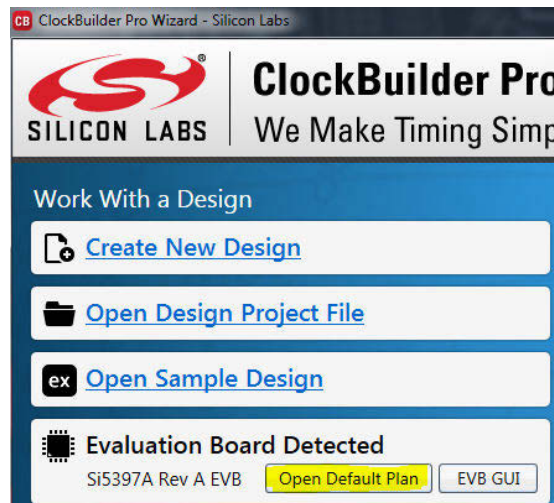 CB ClockBuilder Pro Wizard - Silicon Labs
SILICON LABS
®
ClockBuilder Pro
We Make Timing Simp
Work With a Design
Create New Design
Open Design Project File
ex Open Sample Design
Evaluation Board Detected
Si5397A Rev A EVB Open Default Plan EVB GUI